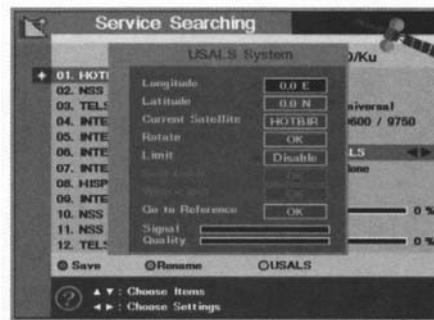 Service Searching
USALS System
0/Ku
01. HOTI
02. NSS
03. TELS
04. INTE
05. INTE
06. INTE
07. INTE
08. HISP
09. INTE
10. NSS
11. NSS
12. TELS
Longitude 0.0 E
Latitude 0.0 N
Current Satellite HOTBIR
Rotate OK
Limit Disable
Go to Reference OK
Signal
Quality
niversal
9600 / 9750
LS
lone
0 %
0 %
Save Rename USALS
? ▲ ▼ : Choose Items
◄ ► : Choose Settings